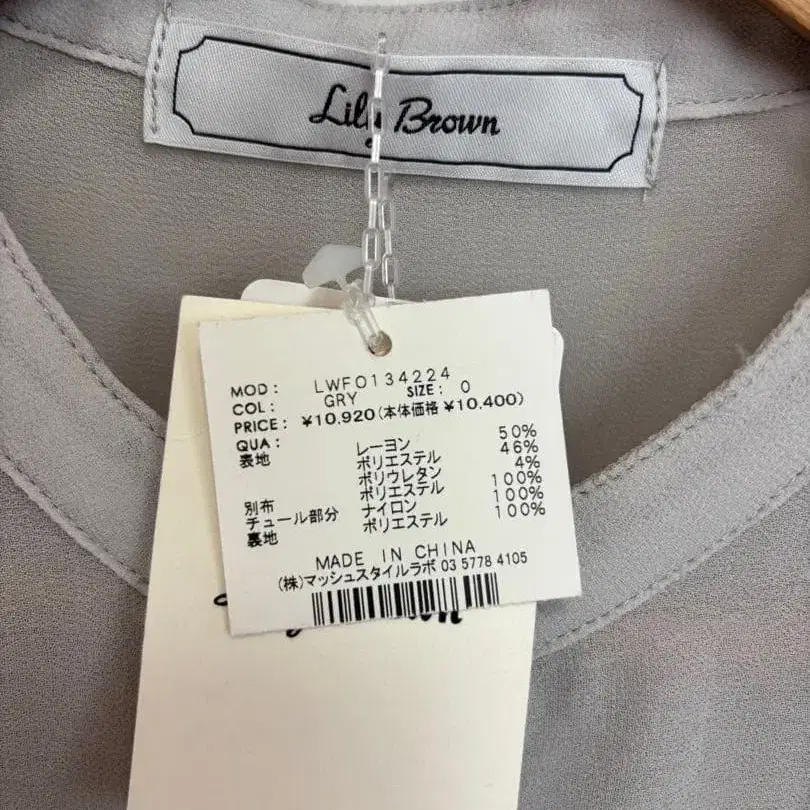 Lily Brown
MOD: LWFO134224
COL: GRY SIZE: 0
PRICE: ¥10,920(本体価格 ¥10,400)
QUA:
表地 レーヨン 50%
ポリエステル 46%
ポリウレタン 4%
別布 ポリエステル 100%
チュール部分 ナイロン 100%
裏地 ポリエステル 100%
MADE IN CHINA
(株)マッシュスタイルラボ 03 5778 4105